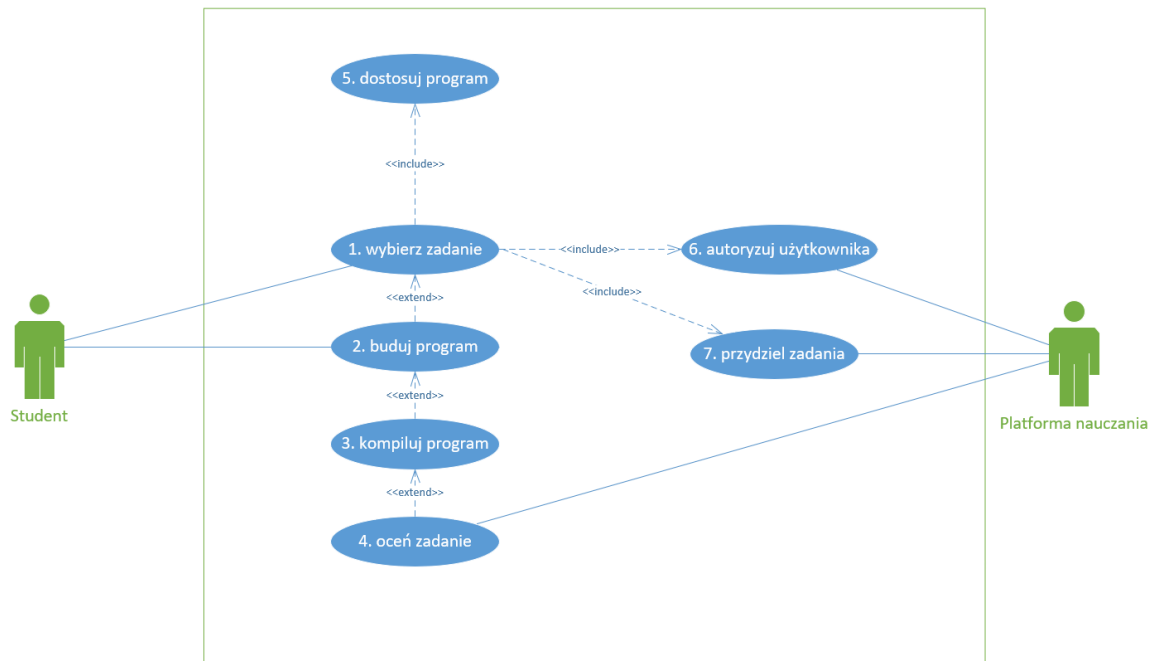 5. dostosuj program
<<include>>
1. wybierz zadanie
<<include>>
6. autoryzuj użytkownika
<<include>>
<<extend>>
2. buduj program
7. przydziel zadania
<<extend>>
Student
Platforma nauczania
3. kompiluj program
<<extend>>
4. oceń zadanie